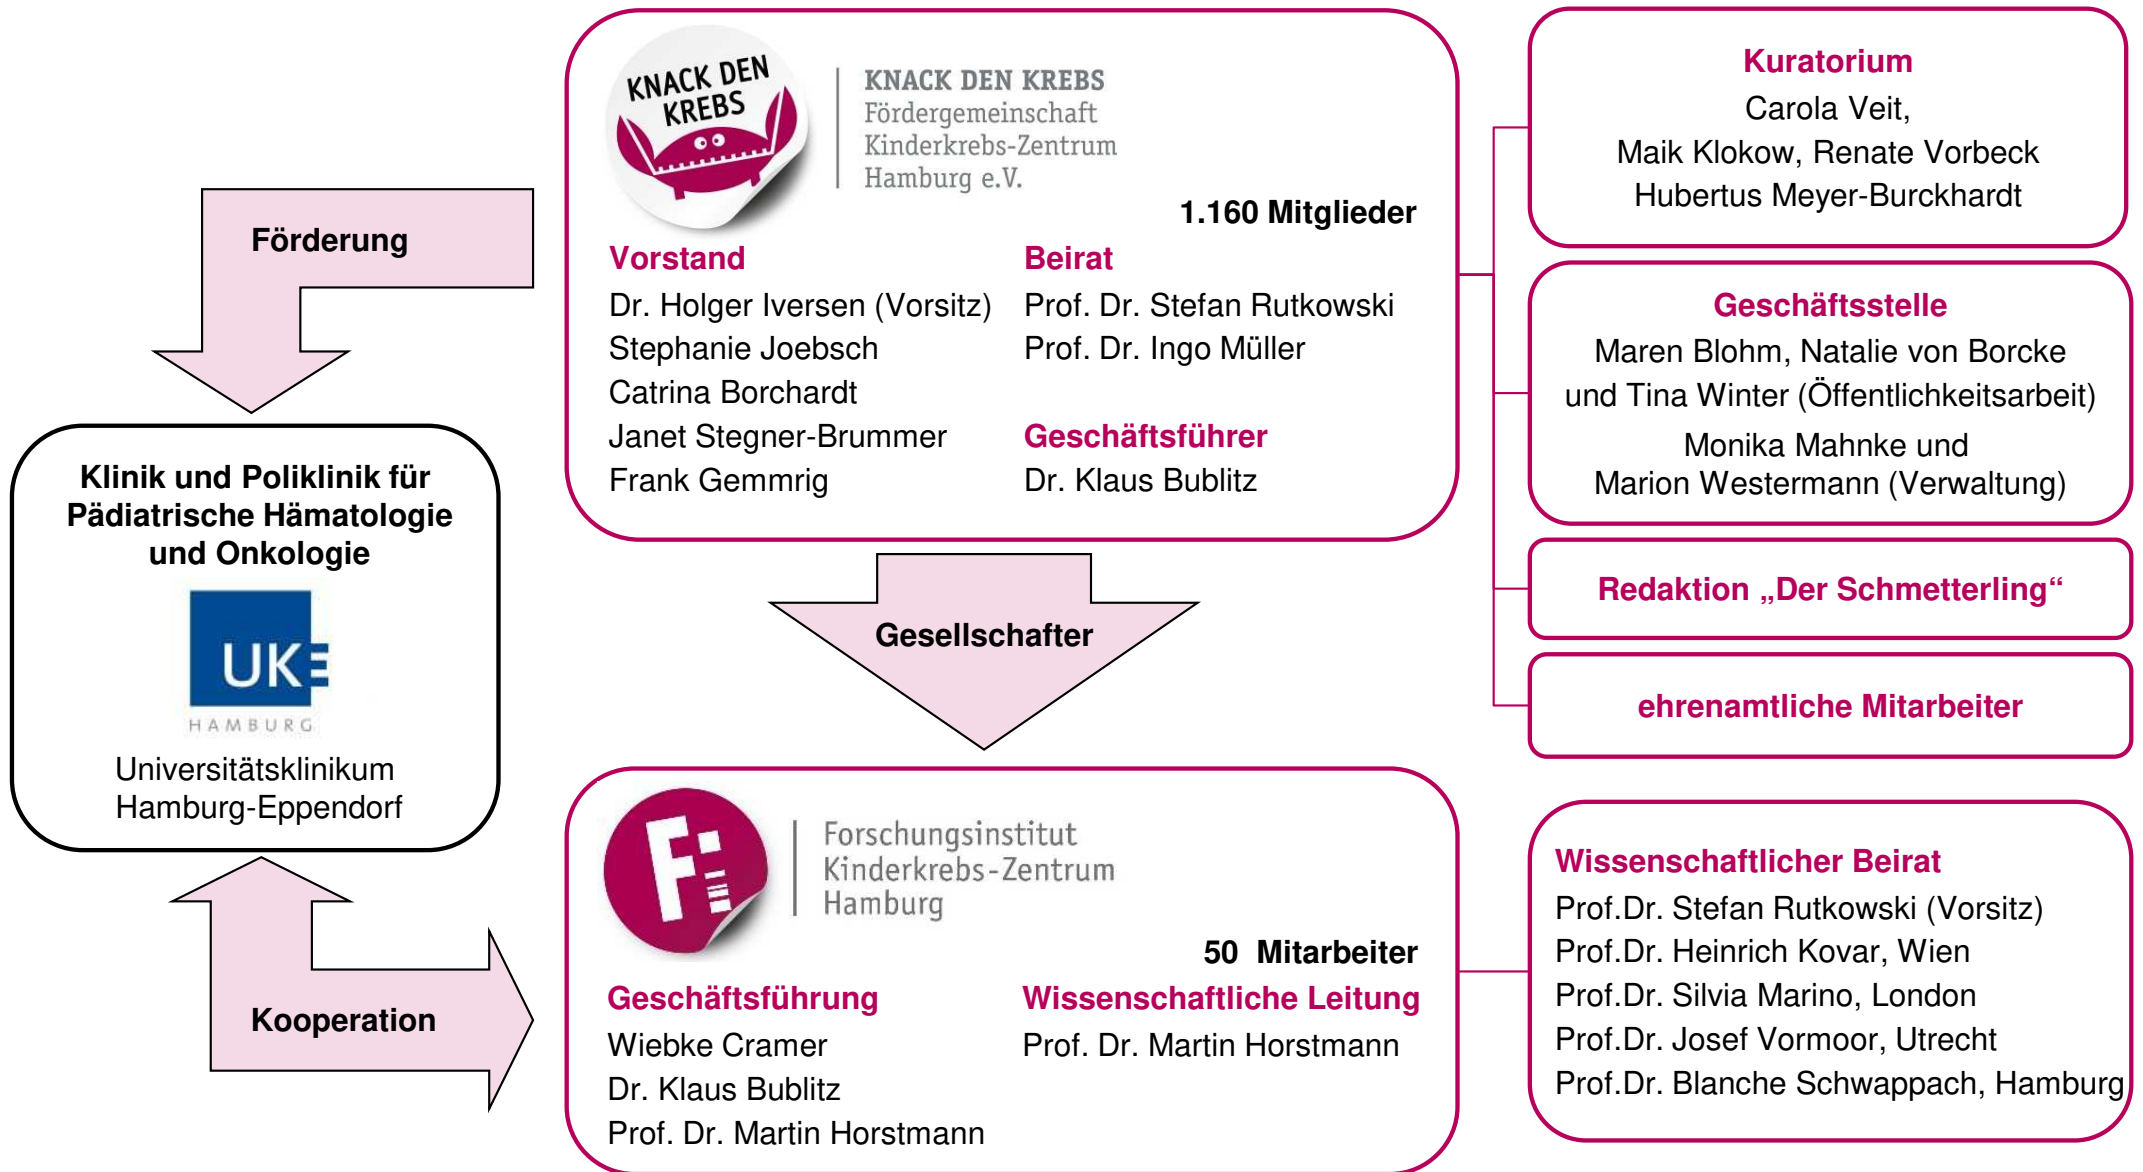 Förderung
KNACK DEN
KREBS
KNACK DEN KREBS
Fördergemeinschaft
Kinderkrebs-Zentrum
Hamburg e.V.
1.160 Mitglieder
Vorstand
Dr. Holger Iversen (Vorsitz)
Stephanie Joebsch
Catrina Borchardt
Janet Stegner-Brummer
Frank Gemmrig
Beirat
Prof. Dr. Stefan Rutkowski
Prof. Dr. Ingo Müller
Geschäftsführer
Dr. Klaus Bublitz
Kuratorium
Carola Veit,
Maik Klokow, Renate Vorbeck
Hubertus Meyer-Burckhardt
Geschäftsstelle
Maren Blohm, Natalie von Borcke
und Tina Winter (Öffentlichkeitsarbeit)
Monika Mahnke und
Marion Westermann (Verwaltung)
Redaktion „Der Schmetterling“
ehrenamtliche Mitarbeiter
Klinik und Poliklinik für
Pädiatrische Hämatologie
und Onkologie
UKE
HAMBURG
Universitätsklinikum
Hamburg-Eppendorf
Gesellschafter
Kooperation
F
Forschungsinstitut
Kinderkrebs-Zentrum
Hamburg
50 Mitarbeiter
Geschäftsführung
Wiebke Cramer
Dr. Klaus Bublitz
Prof. Dr. Martin Horstmann
Wissenschaftliche Leitung
Prof. Dr. Martin Horstmann
Wissenschaftlicher Beirat
Prof.Dr. Stefan Rutkowski (Vorsitz)
Prof.Dr. Heinrich Kovar, Wien
Prof.Dr. Silvia Marino, London
Prof.Dr. Josef Vormoor, Utrecht
Prof.Dr. Blanche Schwappach, Hamburg